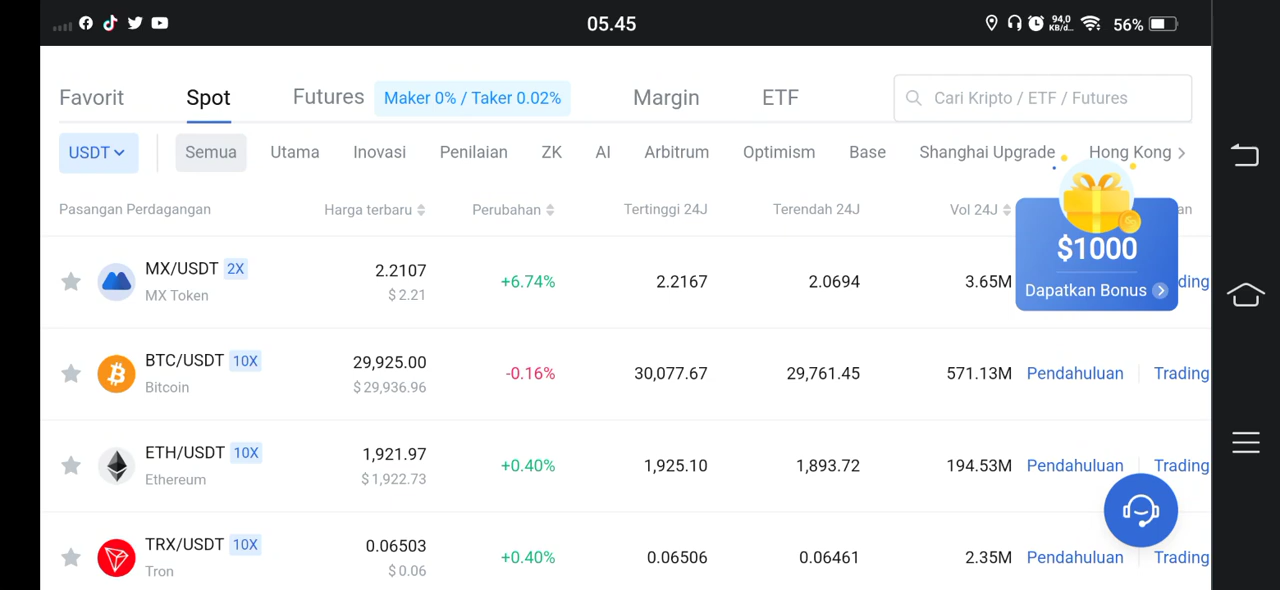 05.45
94,0
KB/d...
56%
Favorit Spot Futures Maker 0% / Taker 0.02% Margin ETF Cari Kripto / ETF / Futures
USDT Semua Utama Inovasi Penilaian ZK AI Arbitrum Optimism Base Shanghai Upgrade Hong Kong
Pasangan Perdagangan Harga terbaru Perubahan Tertinggi 24J Terendah 24J Vol 24J
$1000
Dapatkan Bonus
MX/USDT 2X 2.2107 +6.74% 2.2167 2.0694 3.65M
MX Token $ 2.21
BTC/USDT 10X 29,925.00 -0.16% 30,077.67 29,761.45 571.13M Pendahuluan Trading
Bitcoin $ 29,936.96
ETH/USDT 10X 1,921.97 +0.40% 1,925.10 1,893.72 194.53M Pendahuluan Trading
Ethereum $ 1,922.73
TRX/USDT 10X 0.06503 +0.40% 0.06506 0.06461 2.35M Pendahuluan Trading
Tron $ 0.06